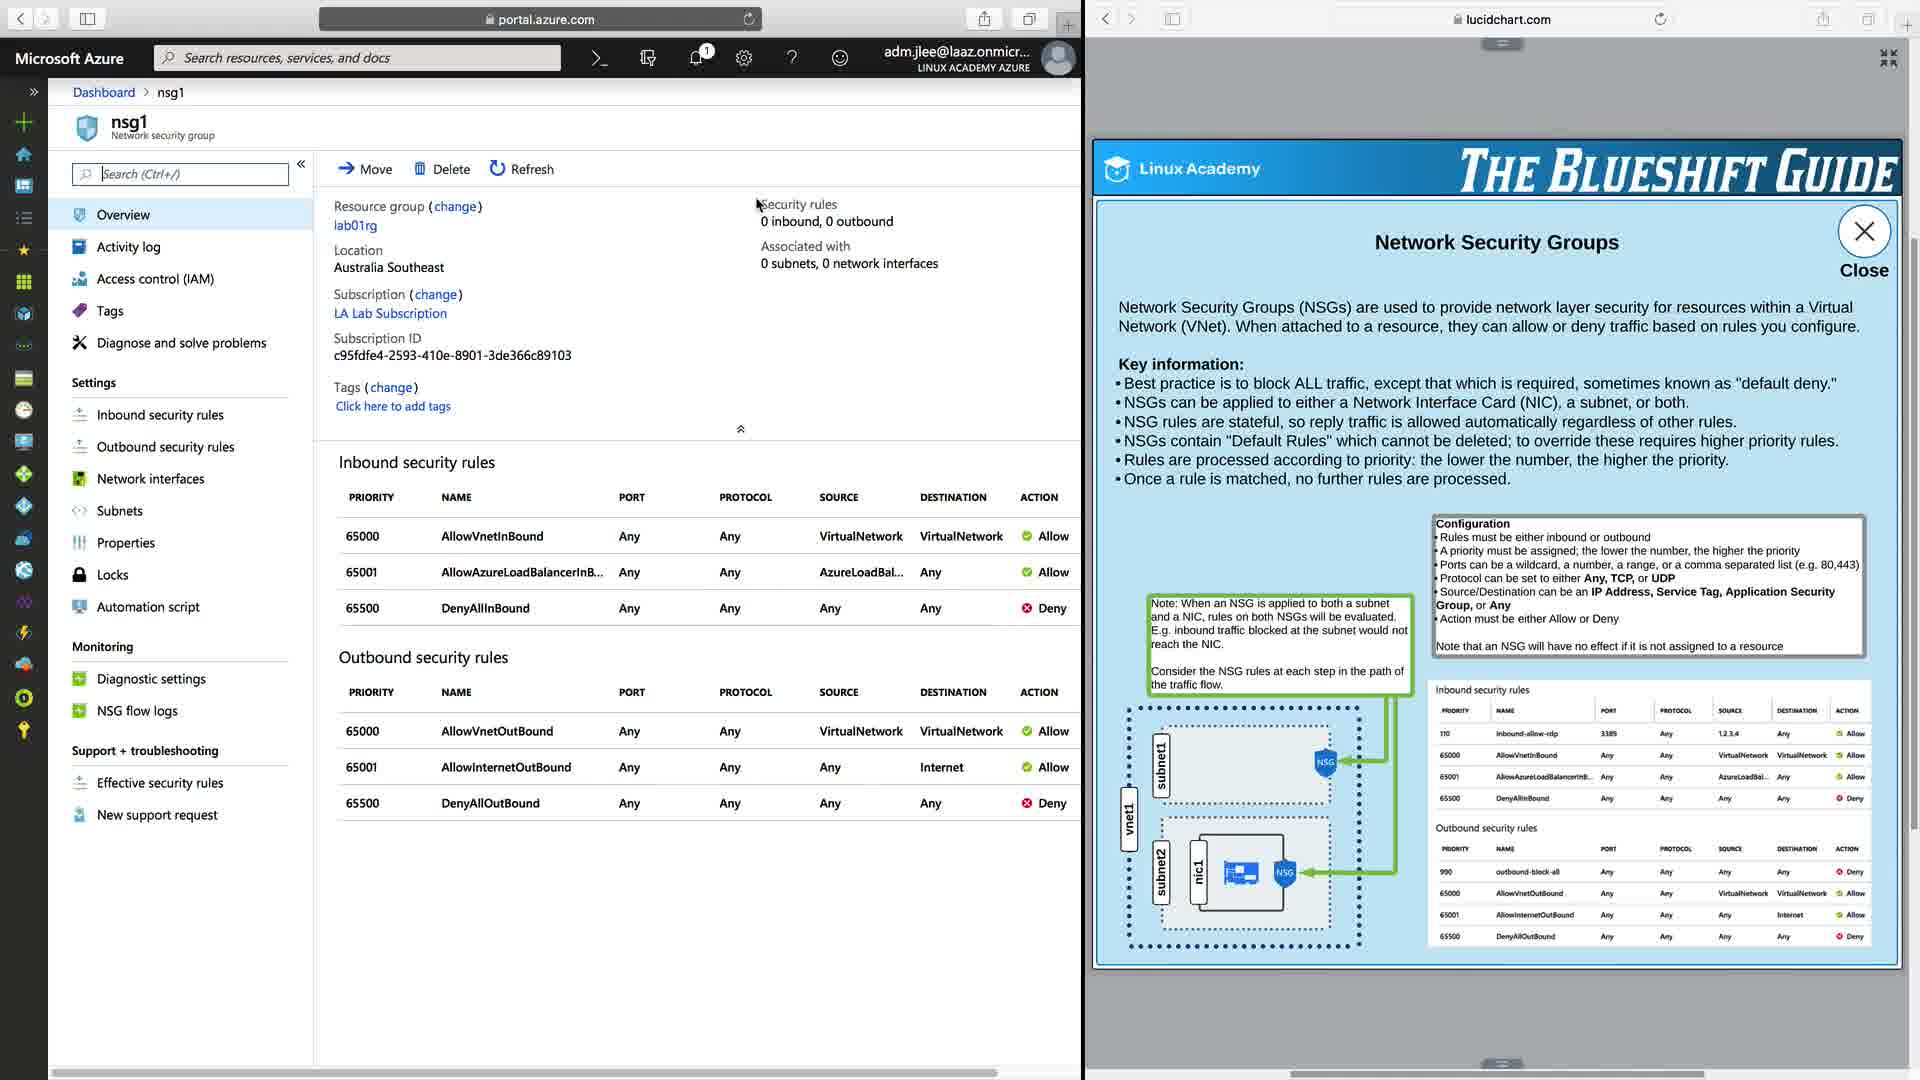 portal.azure.com
Microsoft Azure
Search resources, services, and docs
1
adm.jlee@laaz.onmicr...
LINUX ACADEMY AZURE
Dashboard > nsg1
nsg1
Network security group
Search (Ctrl+/)
Overview
Activity log
Access control (IAM)
Tags
Diagnose and solve problems
Settings
Inbound security rules
Outbound security rules
Network interfaces
Subnets
Properties
Locks
Automation script
Monitoring
Diagnostic settings
NSG flow logs
Support + troubleshooting
Effective security rules
New support request
Move Delete Refresh
Resource group (change)
lab01rg
Location
Australia Southeast
Subscription (change)
LA Lab Subscription
Subscription ID
c95fdfe4-2593-410e-8901-3de366c89103
Tags (change)
Click here to add tags
Security rules
0 inbound, 0 outbound
Associated with
0 subnets, 0 network interfaces
Inbound security rules
PRIORITY NAME PORT PROTOCOL SOURCE DESTINATION ACTION
65000 AllowVnetInBound Any Any VirtualNetwork VirtualNetwork Allow
65001 AllowAzureLoadBalancerInB... Any Any AzureLoadBal... Any Allow
65500 DenyAllInBound Any Any Any Any Deny
Outbound security rules
PRIORITY NAME PORT PROTOCOL SOURCE DESTINATION ACTION
65000 AllowVnetOutBound Any Any VirtualNetwork VirtualNetwork Allow
65001 AllowInternetOutBound Any Any Any Internet Allow
65500 DenyAllOutBound Any Any Any Any Deny
lucidchart.com
Linux Academy
THE BLUESHIFT GUIDE
Network Security Groups
Close
Network Security Groups (NSGs) are used to provide network layer security for resources within a Virtual
Network (VNet). When attached to a resource, they can allow or deny traffic based on rules you configure.
Key information:
• Best practice is to block ALL traffic, except that which is required, sometimes known as "default deny."
• NSGs can be applied to either a Network Interface Card (NIC), a subnet, or both.
• NSG rules are stateful, so reply traffic is allowed automatically regardless of other rules.
• NSGs contain "Default Rules" which cannot be deleted; to override these requires higher priority rules.
• Rules are processed according to priority: the lower the number, the higher the priority.
• Once a rule is matched, no further rules are processed.
Configuration
• Rules must be either inbound or outbound
• A priority must be assigned; the lower the number, the higher the priority
• Ports can be a wildcard, a number, a range, or a comma separated list (e.g. 80,443)
• Protocol can be set to either Any, TCP, or UDP
• Source/Destination can be an IP Address, Service Tag, Application Security
Group, or Any
• Action must be either Allow or Deny
Note that an NSG will have no effect if it is not assigned to a resource
Note: When an NSG is applied to both a subnet
and a NIC, rules on both NSGs will be evaluated.
E.g. inbound traffic blocked at the subnet would not
reach the NIC.
Consider the NSG rules at each step in the path of
the traffic flow.
vnet1
subnet1
NSG
subnet2
nic1
NSG
Inbound security rules
PRIORITY NAME PORT PROTOCOL SOURCE DESTINATION ACTION
110 inbound-allow-rdp 3389 Any 1.2.3.4 Any Allow
65000 AllowVnetInBound Any Any VirtualNetwork VirtualNetwork Allow
65001 AllowAzureLoadBalancerInB... Any Any AzureLoadBal... Any Allow
65500 DenyAllInBound Any Any Any Any Deny
Outbound security rules
PRIORITY NAME PORT PROTOCOL SOURCE DESTINATION ACTION
990 outbound-block-all Any Any Any Any Deny
65000 AllowVnetOutBound Any Any VirtualNetwork VirtualNetwork Allow
65001 AllowInternetOutBound Any Any Any Internet Allow
65500 DenyAllOutBound Any Any Any Any Deny